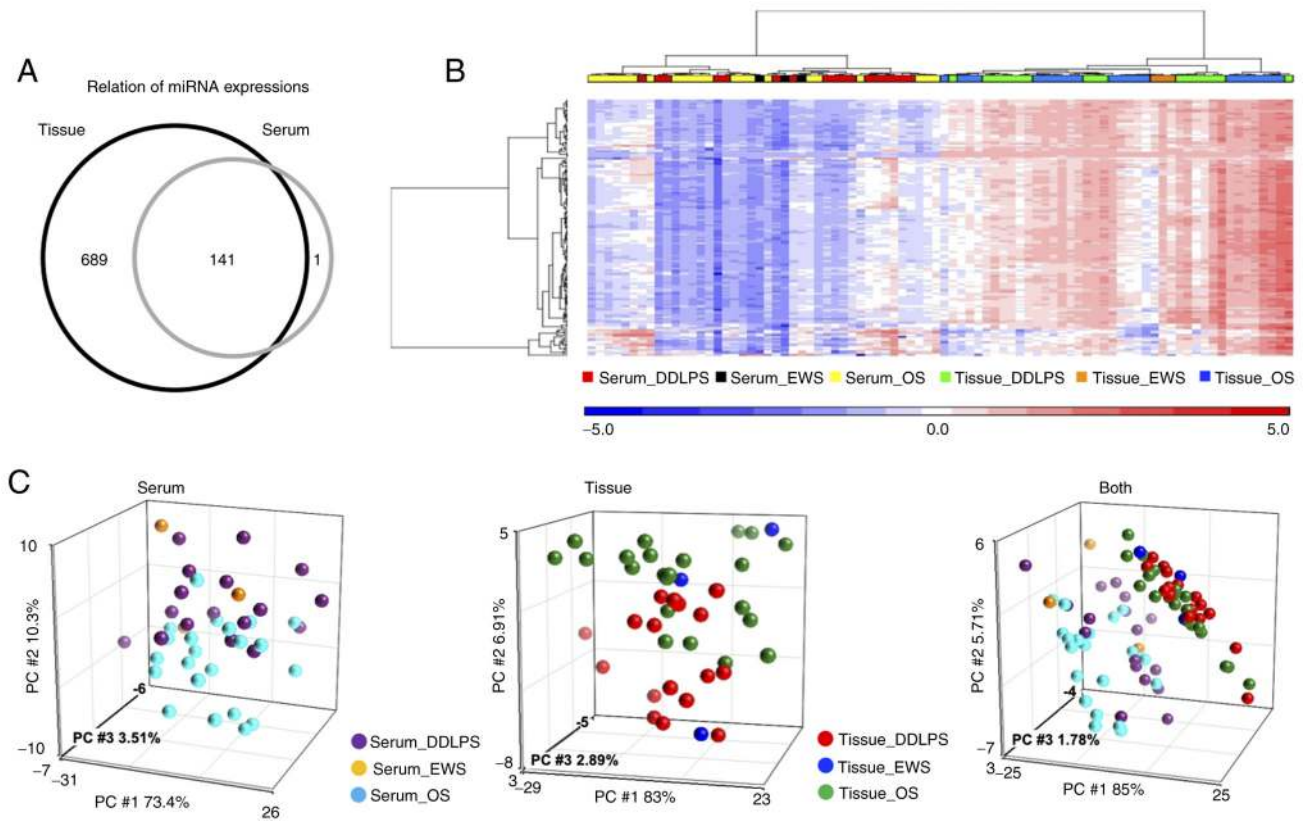 A
Relation of miRNA expressions
Tissue
Serum
689
141
1
B
Serum_DDLPS
Serum_EWS
Serum_OS
Tissue_DDLPS
Tissue_EWS
Tissue_OS
−5.0
0.0
5.0
C
Serum
10
PC #2 10.3%
−10
−7
−31
-6
PC #3 3.51%
PC #1 73.4%
26
Serum_DDLPS
Serum_EWS
Serum_OS
Tissue
5
PC #2 6.91%
−8
3
−29
-5
PC #3 2.89%
PC #1 83%
23
Tissue_DDLPS
Tissue_EWS
Tissue_OS
Both
6
PC #2 5.71%
−7
3
−25
-4
PC #3 1.78%
PC #1 85%
25